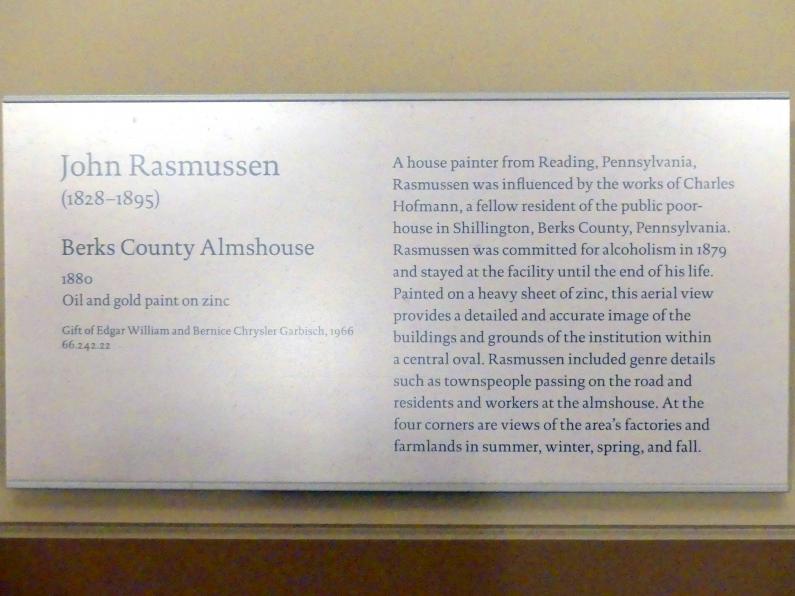 John Rasmussen
(1828–1895)
Berks County Almshouse
1880
Oil and gold paint on zinc
Gift of Edgar William and Bernice Chrysler Garbisch, 1966
66.242.22
A house painter from Reading, Pennsylvania,
Rasmussen was influenced by the works of Charles
Hofmann, a fellow resident of the public poor-
house in Shillington, Berks County, Pennsylvania.
Rasmussen was committed for alcoholism in 1879
and stayed at the facility until the end of his life.
Painted on a heavy sheet of zinc, this aerial view
provides a detailed and accurate image of the
buildings and grounds of the institution within
a central oval. Rasmussen included genre details
such as townspeople passing on the road and
residents and workers at the almshouse. At the
four corners are views of the area's factories and
farmlands in summer, winter, spring, and fall.